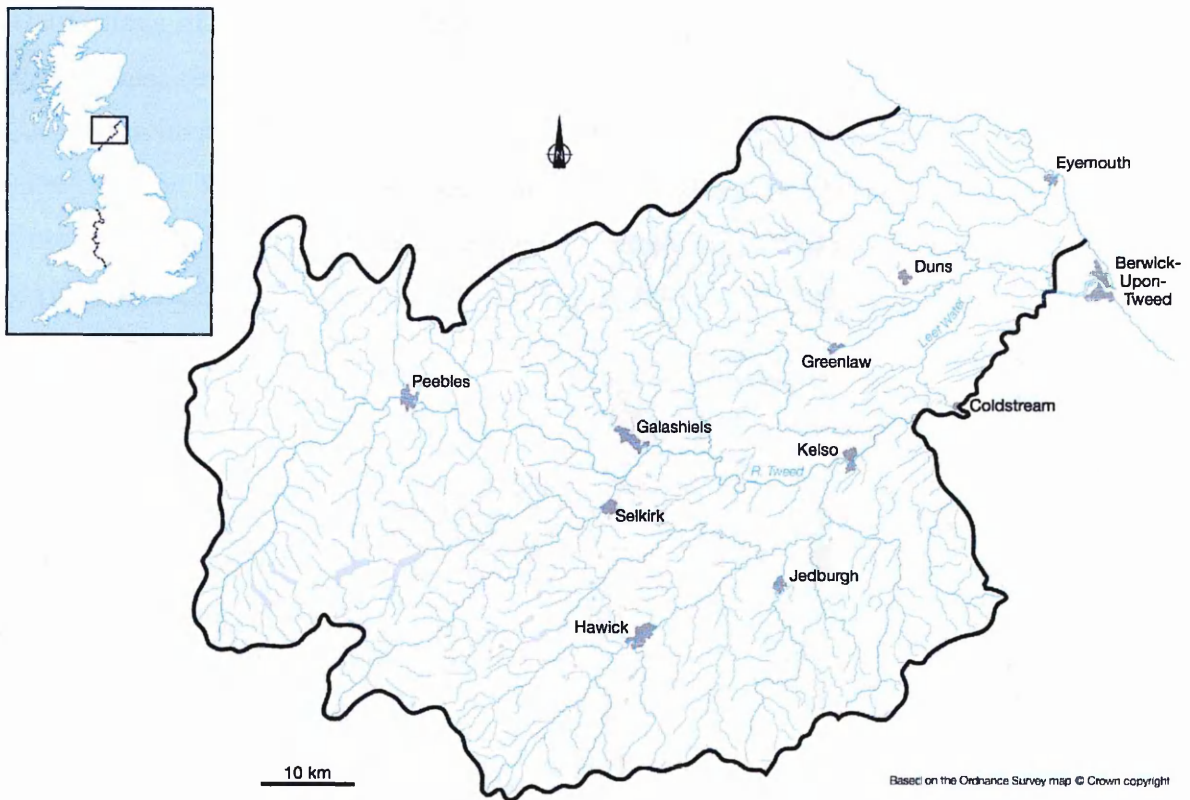 Eyemouth
Duns
Berwick-
Upon-
Tweed
Leet Water
Greenlaw
Peebles
Coldstream
Galashiels
Kelso
R. Tweed
Selkirk
Jedburgh
Hawick
10 km
Based on the Ordnance Survey map © Crown copyright